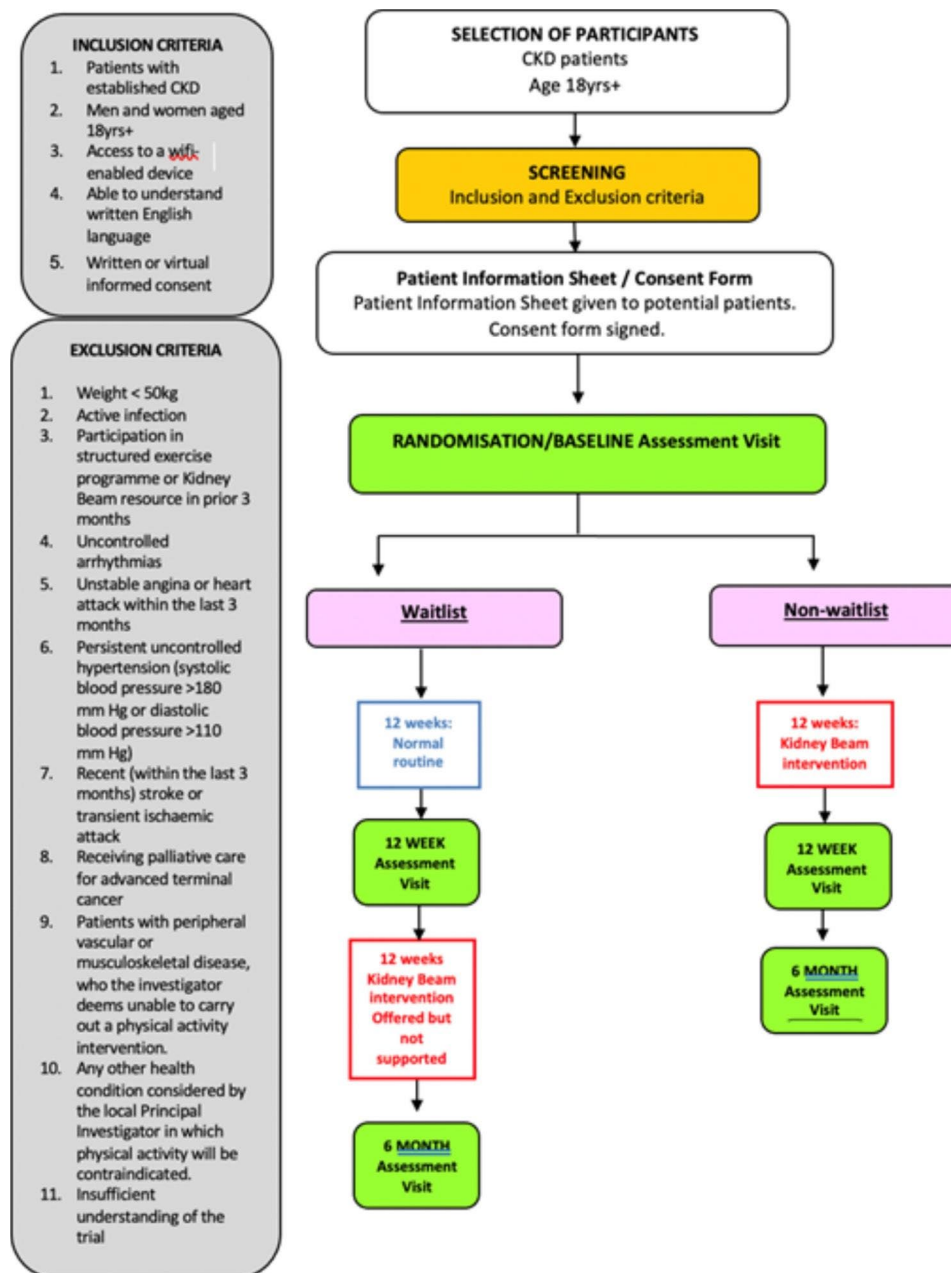 INCLUSION CRITERIA
1. Patients with
established CKD
2. Men and women aged
18yrs+
3. Access to a wifi-
enabled device
4. Able to understand
written English
language
5. Written or virtual
informed consent
EXCLUSION CRITERIA
1. Weight < 50kg
2. Active infection
3. Participation in
structured exercise
programme or Kidney
Beam resource in prior 3
months
4. Uncontrolled
arrhythmias
5. Unstable angina or heart
attack within the last 3
months
6. Persistent uncontrolled
hypertension (systolic
blood pressure >180
mm Hg or diastolic
blood pressure >110
mm Hg)
7. Recent (within the last 3
months) stroke or
transient ischaemic
attack
8. Receiving palliative care
for advanced terminal
cancer
9. Patients with peripheral
vascular or
musculoskeletal disease,
who the investigator
deems unable to carry
out a physical activity
intervention.
10. Any other health
condition considered by
the local Principal
Investigator in which
physical activity will be
contraindicated.
11. Insufficient
understanding of the
trial
SELECTION OF PARTICIPANTS
CKD patients
Age 18yrs+
SCREENING
Inclusion and Exclusion criteria
Patient Information Sheet / Consent Form
Patient Information Sheet given to potential patients.
Consent form signed.
RANDOMISATION/BASELINE Assessment Visit
Waitlist
12 weeks:
Normal
routine
12 WEEK
Assessment
Visit
12 weeks
Kidney Beam
intervention
Offered but
not
supported
6 MONTH
Assessment
Visit
Non-waitlist
12 weeks:
Kidney Beam
intervention
12 WEEK
Assessment
Visit
6 MONTH
Assessment
Visit